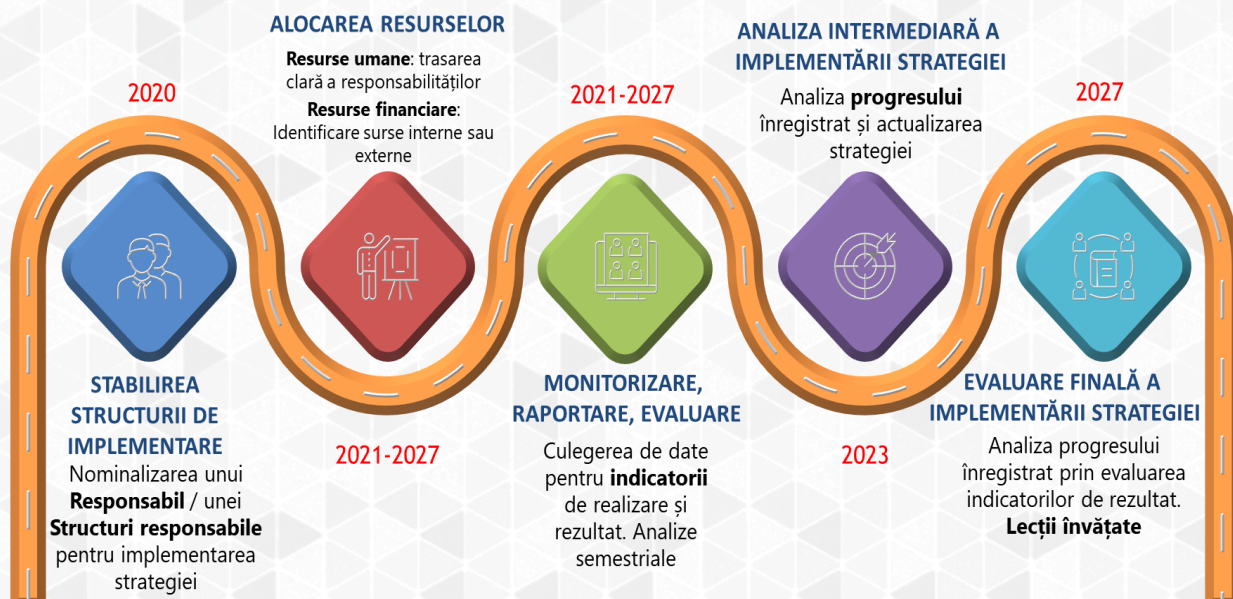 2020
STABILIREA
STRUCTURII DE
IMPLEMENTARE
Nominalizarea unui
Responsabil / unei
Structuri responsabile
pentru implementarea
strategiei
ALOCAREA RESURSELOR
Resurse umane: trasarea
clară a responsabilităților
Resurse financiare:
Identificare surse interne sau
externe
2021-2027
2021-2027
MONITORIZARE,
RAPORTARE, EVALUARE
Culegerea de date
pentru indicatorii
de realizare și
rezultat. Analize
semestriale
ANALIZA INTERMEDIARĂ A
IMPLEMENTĂRII STRATEGIEI
Analiza progresului
înregistrat și actualizarea
strategiei
2023
2027
EVALUARE FINALĂ A
IMPLEMENTĂRII STRATEGIEI
Analiza progresului
înregistrat prin evaluarea
indicatorilor de rezultat.
Lecții învățate